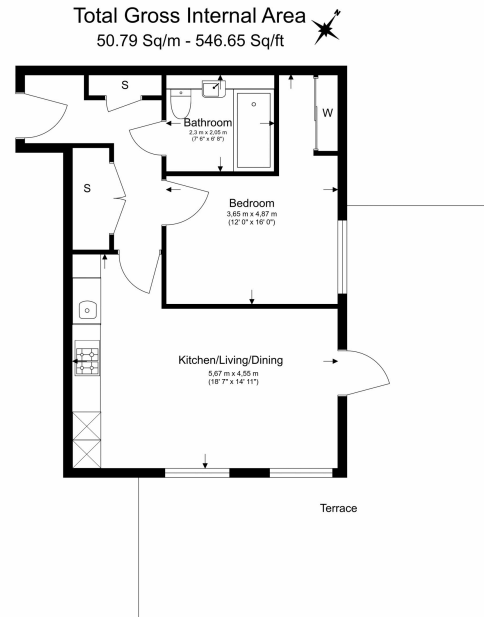 Total Gross Internal Area
50.79 Sq/m - 546.65 Sq/ft
N
S
W
Bathroom
2,3 m x 2,05 m
(7' 6" x 6' 8")
S
Bedroom
3,65 m x 4,87 m
(12' 0" x 16' 0")
Kitchen/Living/Dining
5,67 m x 4,55 m
(18' 7" x 14' 11")
Terrace